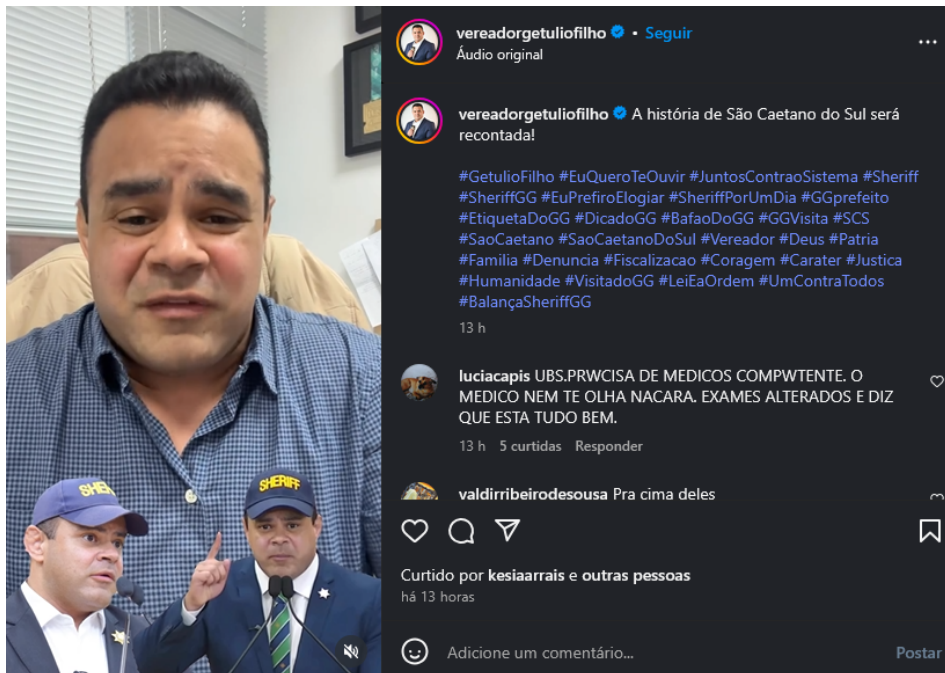 vereadorgetuliofilho • Seguir
Áudio original
vereadorgetuliofilho A história de São Caetano do Sul será
recontada!
#GetulioFilho #EuQueroTeOuvir #JuntosContraoSistema #Sheriff
#SheriffGG #EuPrefiroElogiar #SheriffPorUmDia #GGprefeito
#EtiquetaDoGG #DicadoGG #BafaoDoGG #GGVisita #SCS
#SaoCaetano #SaoCaetanoDoSul #Vereador #Deus #Patria
#Familia #Denuncia #Fiscalizacao #Coragem #Carater #Justica
#Humanidade #VisitadoGG #LeiEaOrdem #UmContraTodos
#BalançaSheriffGG
13 h
luciacapis UBS.PRWCISA DE MEDICOS COMPWTENTE. O
MEDICO NEM TE OLHA NACARA. EXAMES ALTERADOS E DIZ
QUE ESTA TUDO BEM.
13 h 5 curtidas Responder
valdirribeirodesousa Pra cima deles
Curtido por kesiaarrais e outras pessoas
há 13 horas
Adicione um comentário... Postar
SHERIFF
SHERIFF